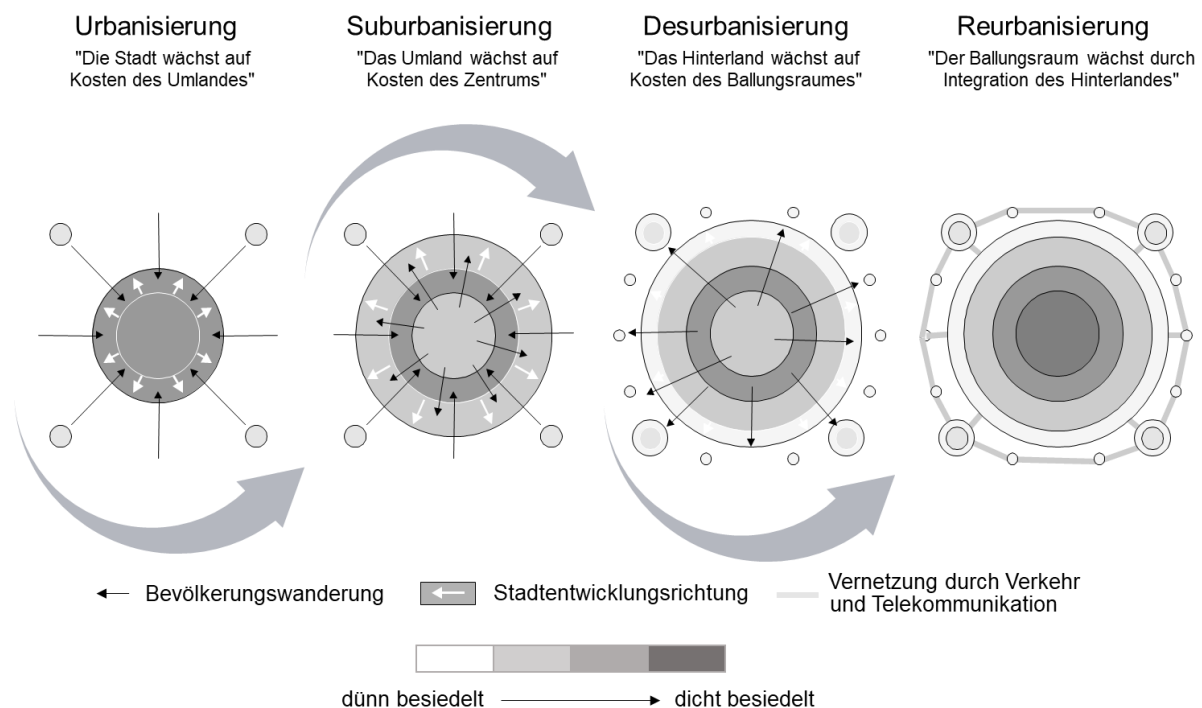 Urbanisierung
"Die Stadt wächst auf
Kosten des Umlandes"
Suburbanisierung
"Das Umland wächst auf
Kosten des Zentrums"
Desurbanisierung
"Das Hinterland wächst auf
Kosten des Ballungsraumes"
Reurbanisierung
"Der Ballungsraum wächst durch
Integration des Hinterlandes"
Bevölkerungswanderung
Stadtentwicklungsrichtung
Vernetzung durch Verkehr
und Telekommunikation
dünn besiedelt
dicht besiedelt